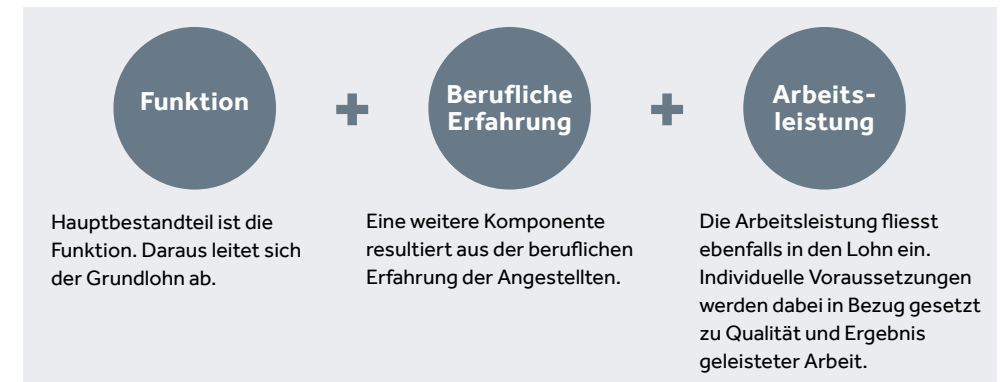 Funktion
+
Berufliche
Erfahrung
+
Arbeits-
leistung
Hauptbestandteil ist die
Funktion. Daraus leitet sich
der Grundlohn ab.
Eine weitere Komponente
resultiert aus der beruflichen
Erfahrung der Angestellten.
Die Arbeitsleistung fliesst
ebenfalls in den Lohn ein.
Individuelle Voraussetzungen
werden dabei in Bezug gesetzt
zu Qualität und Ergebnis
geleisteter Arbeit.